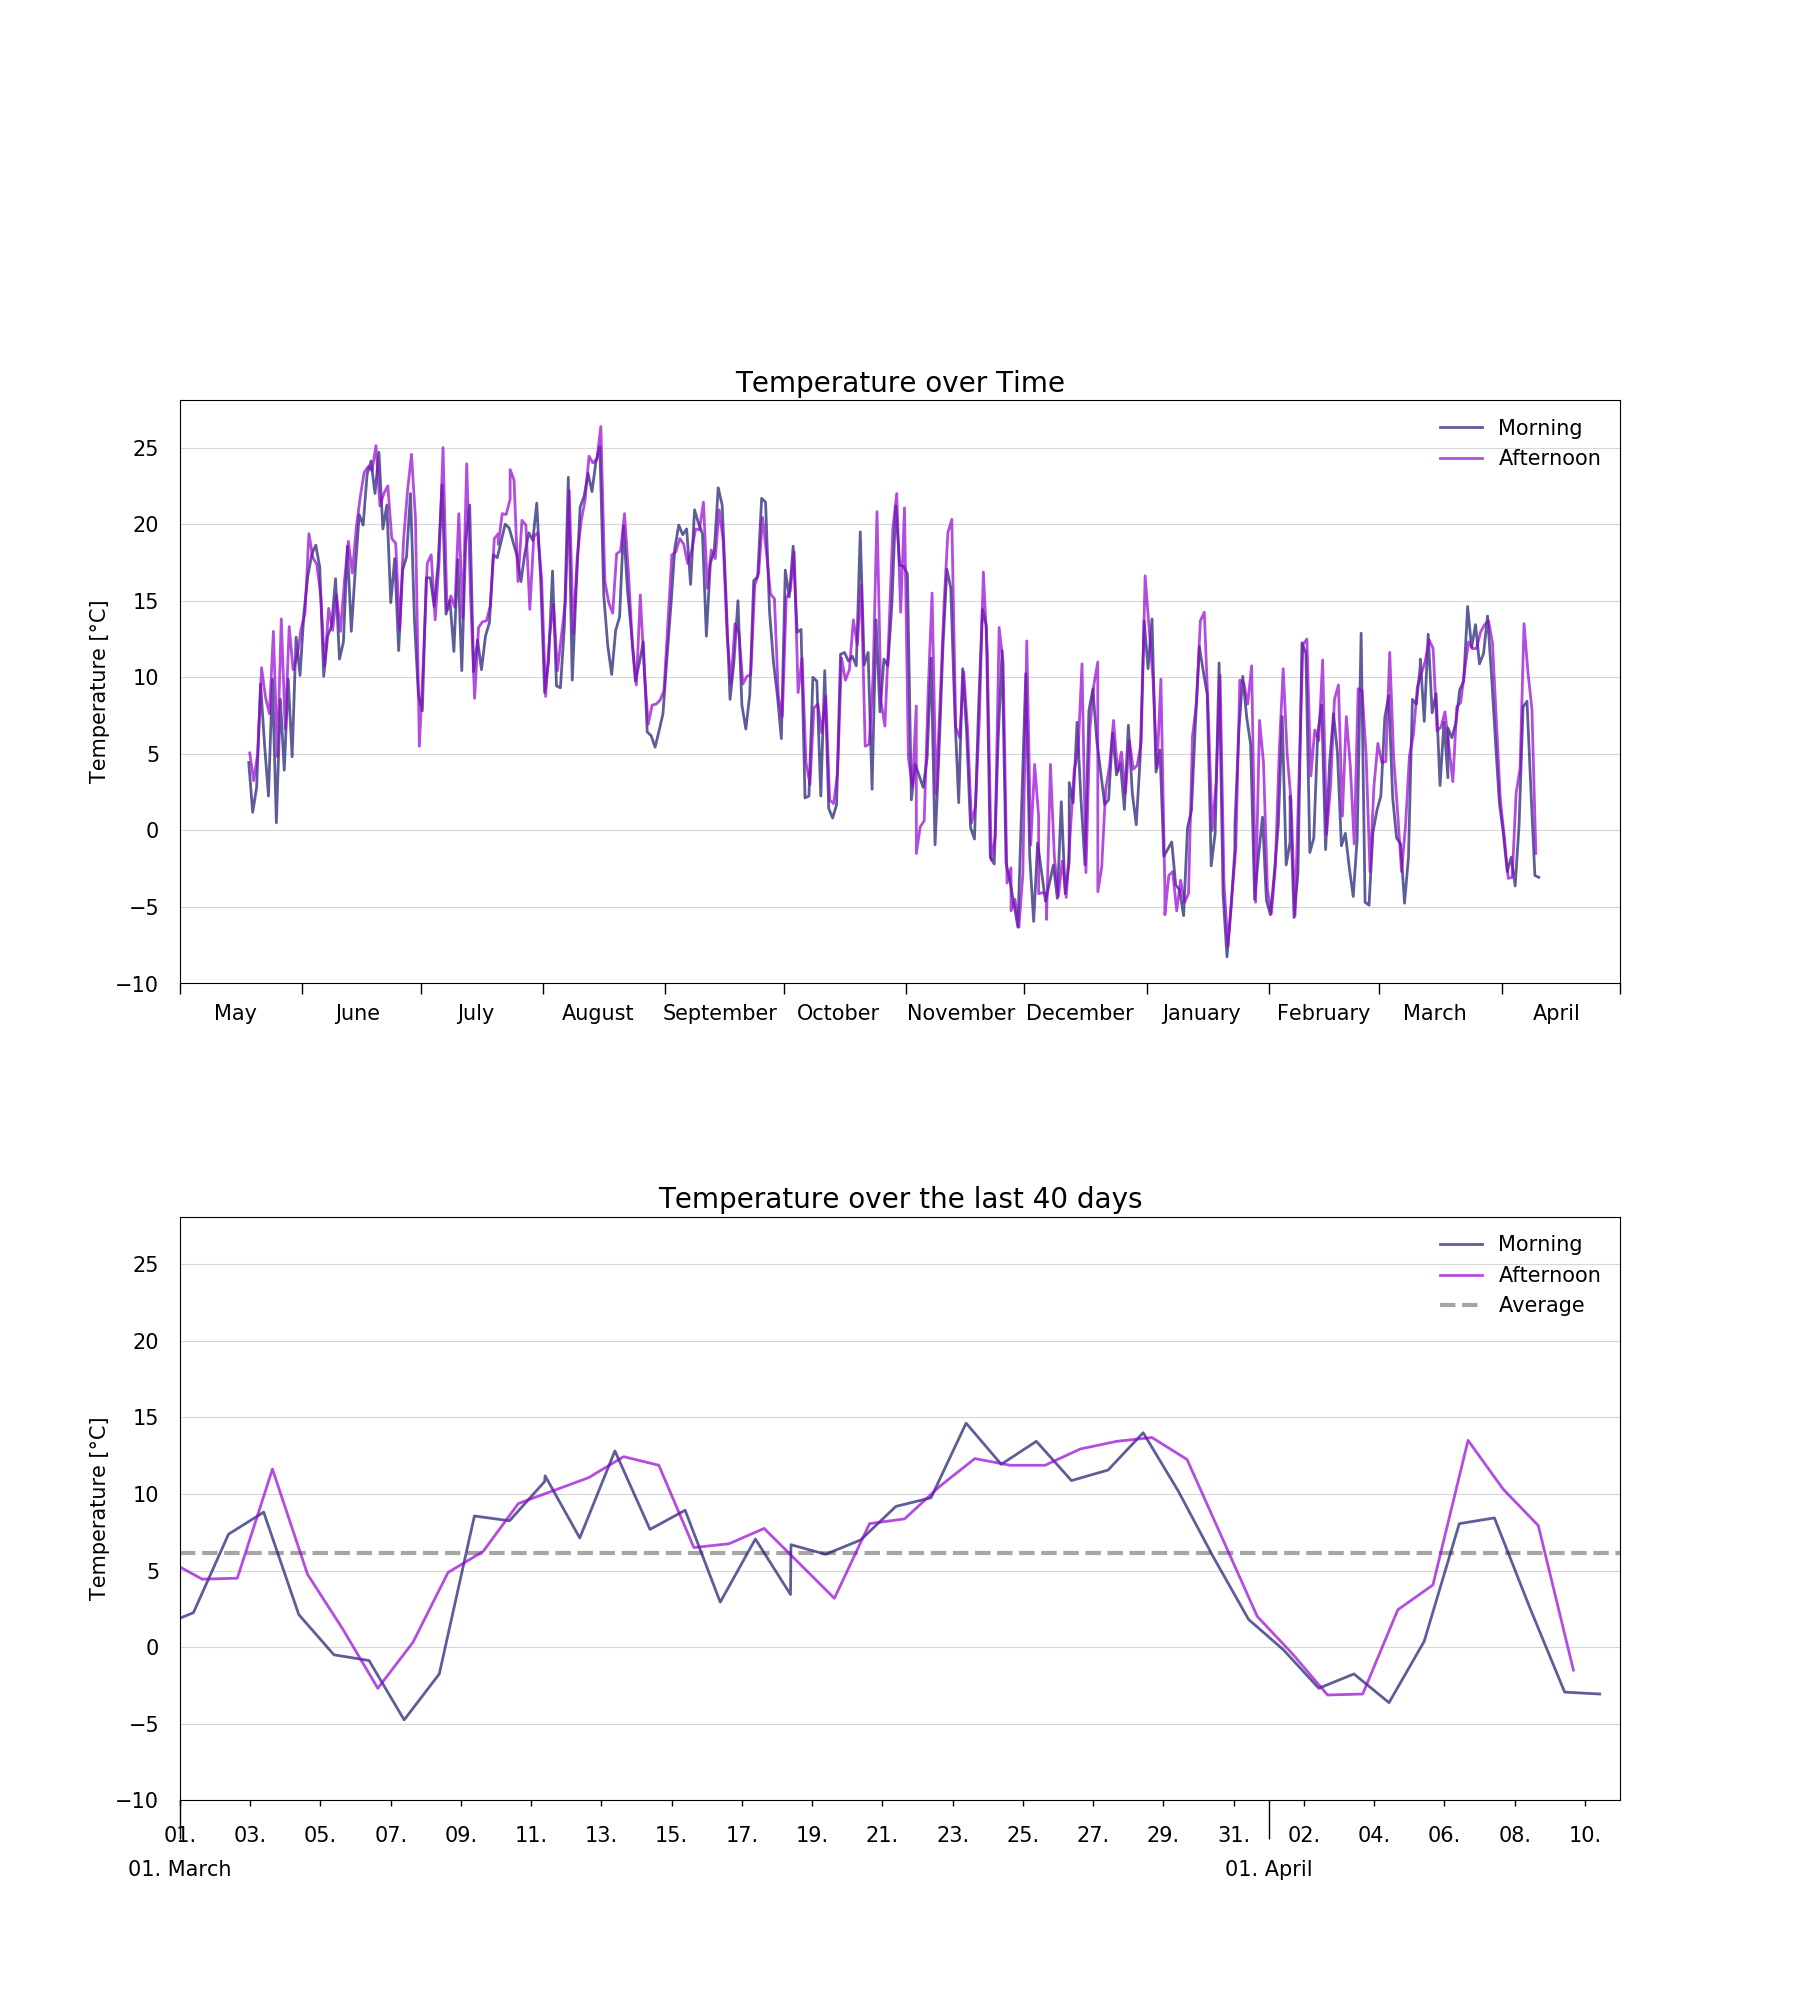 Temperature over Time
Morning
Afternoon
Temperature [°C]
25
20
15
10
5
0
−5
−10
May June July August September October November December January February March April
Temperature over the last 40 days
Morning
Afternoon
Average
Temperature [°C]
25
20
15
10
5
0
−5
−10
01. 03. 05. 07. 09. 11. 13. 15. 17. 19. 21. 23. 25. 27. 29. 31. 02. 04. 06. 08. 10.
01. March 01. April